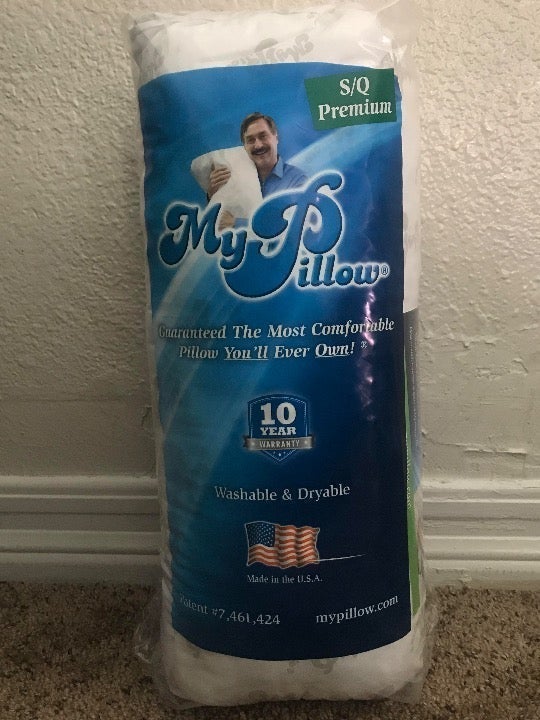 S/Q
Premium
MyPillow®
Guaranteed The Most Comfortable
Pillow You'll Ever Own! *
10
YEAR
WARRANTY
Washable & Dryable
Made in the U.S.A.
Patent #7,461,424
mypillow.com